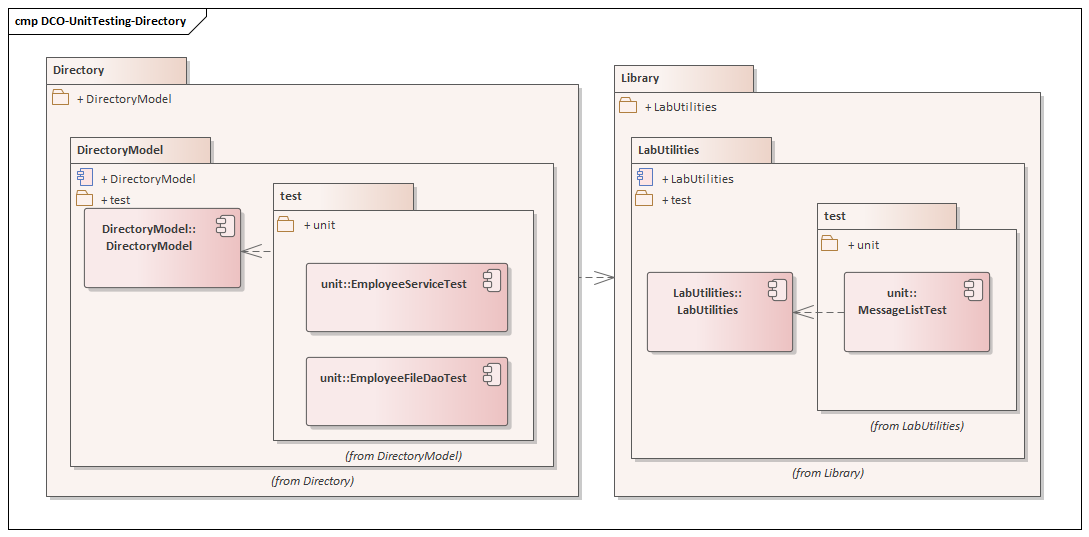 cmp DCO-UnitTesting-Directory
Directory
+ DirectoryModel
DirectoryModel
+ DirectoryModel
+ test
DirectoryModel::
DirectoryModel
test
+ unit
unit::EmployeeServiceTest
unit::EmployeeFileDaoTest
(from DirectoryModel)
(from Directory)
Library
+ LabUtilities
LabUtilities
+ LabUtilities
+ test
LabUtilities::
LabUtilities
test
+ unit
unit::
MessageListTest
(from LabUtilities)
(from Library)